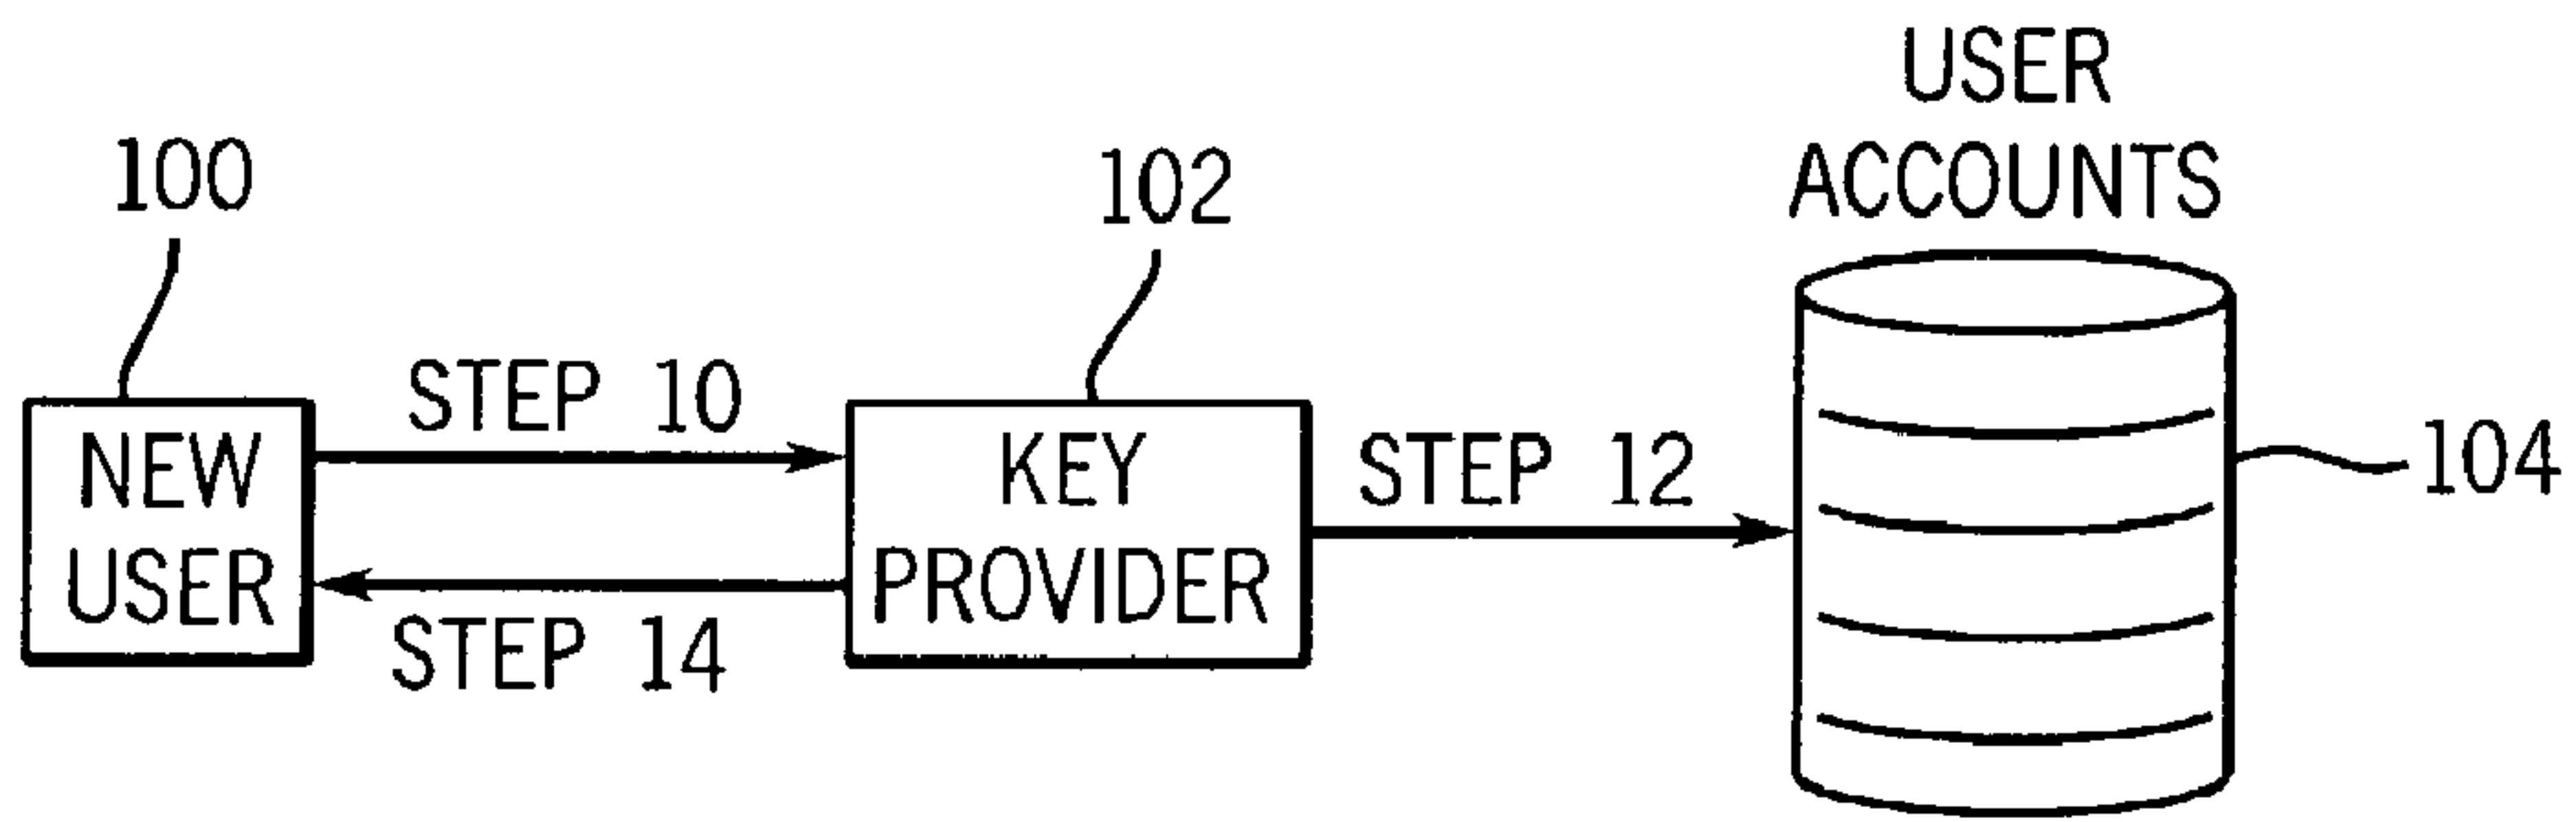 USER
ACCOUNTS
100
102
STEP 10
NEW
USER
KEY
PROVIDER
STEP 12
104
STEP 14